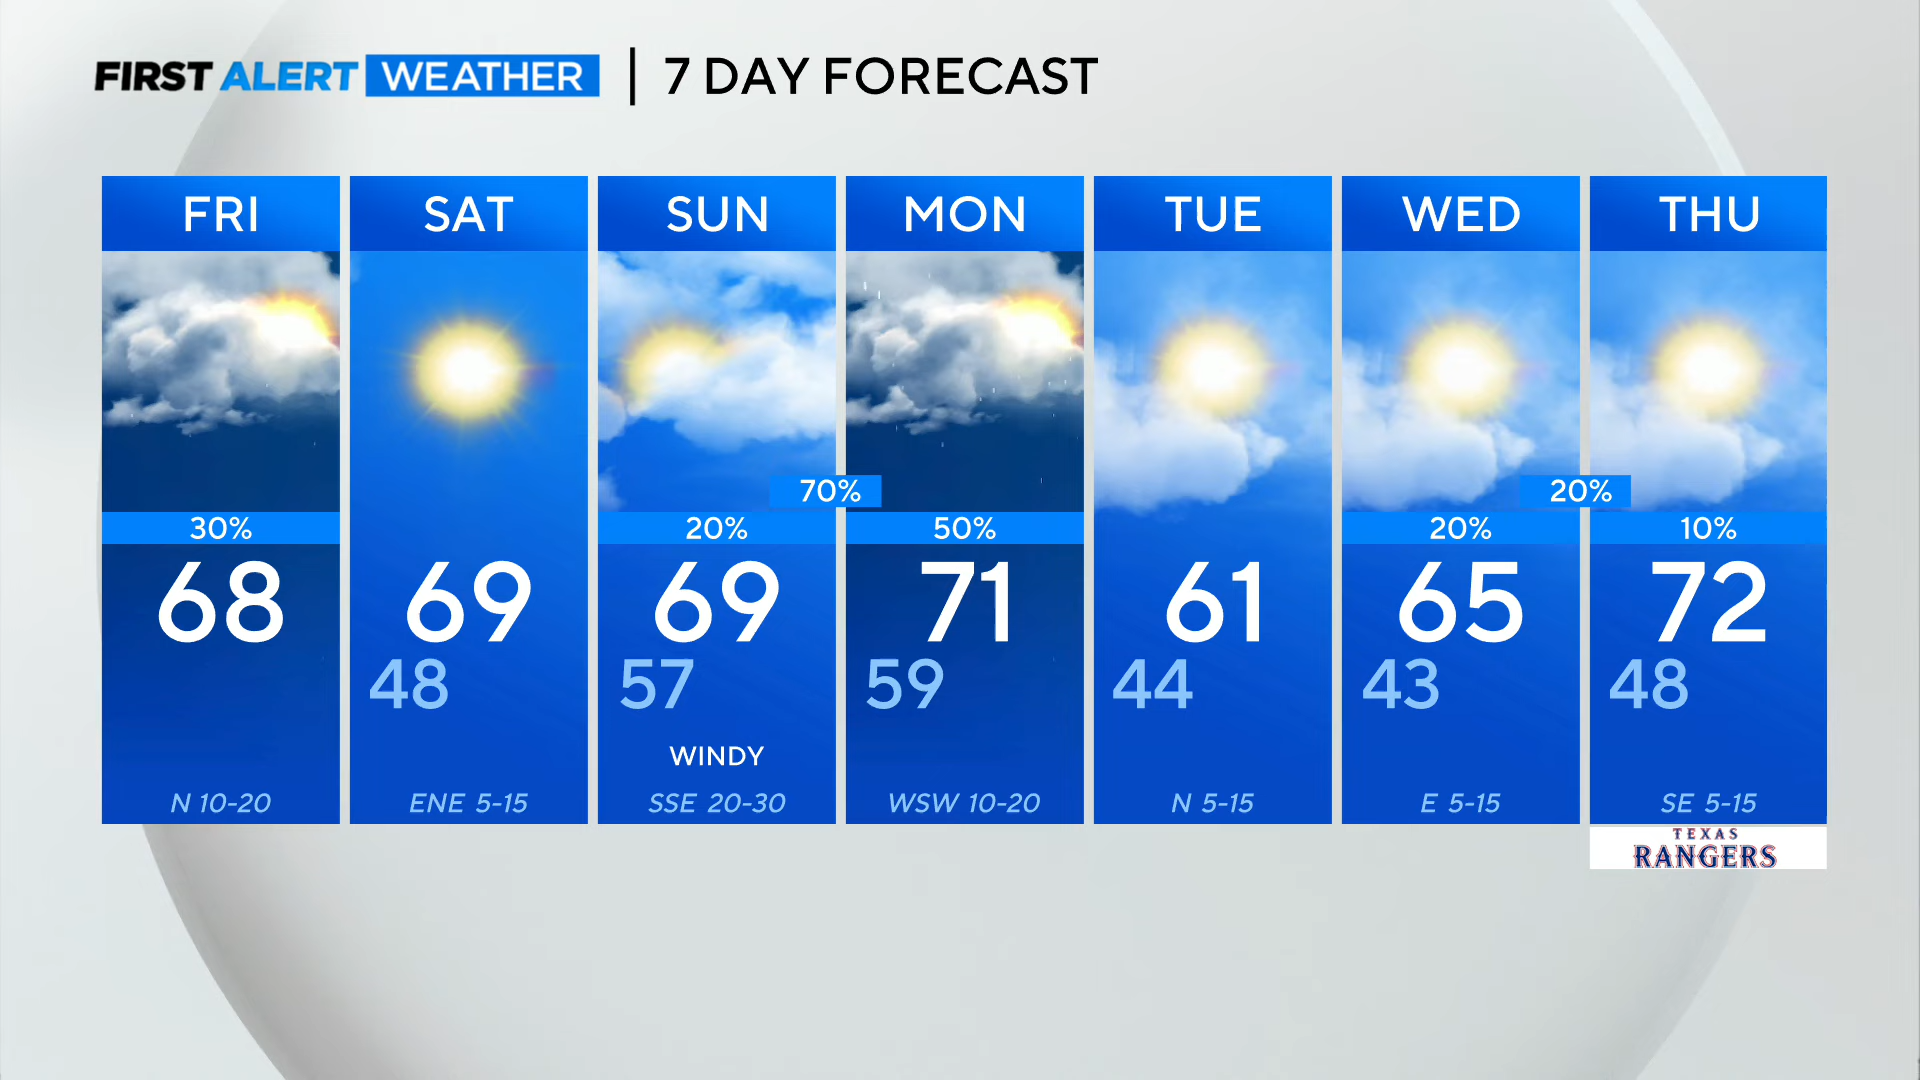 FIRST ALERT WEATHER | 7 DAY FORECAST
FRI SAT SUN MON TUE WED THU
70% 20%
30% 20% 50% 20% 10%
68 69 69 71 61 65 72
48 57 59 44 43 48
WINDY
N 10-20 ENE 5-15 SSE 20-30 WSW 10-20 N 5-15 E 5-15 SE 5-15
TEXAS
RANGERS